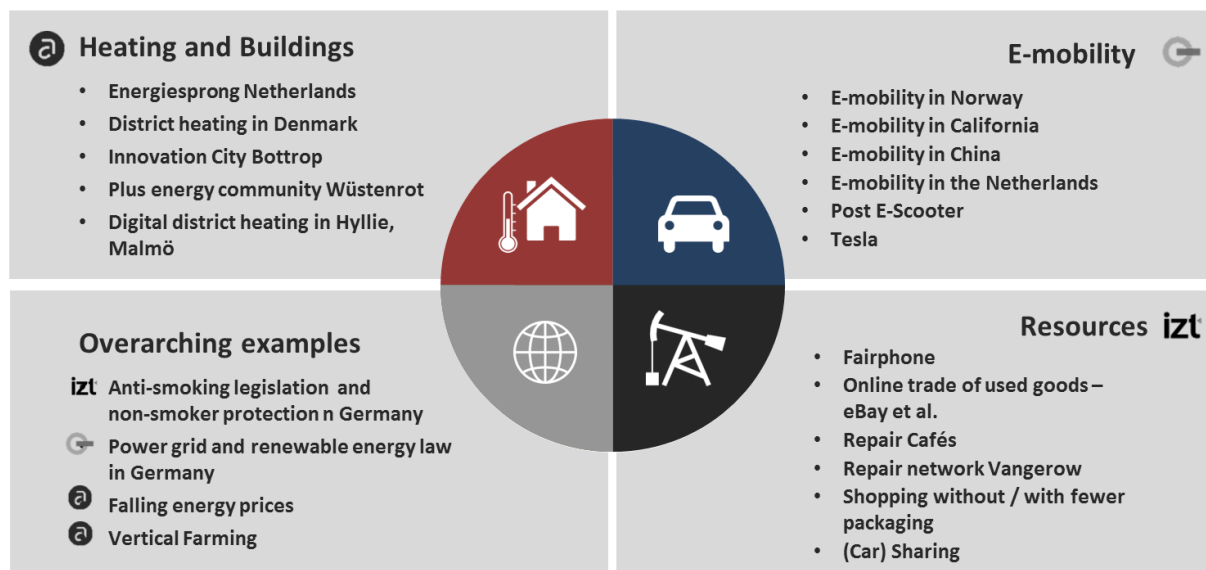 a Heating and Buildings
• Energiesprong Netherlands
• District heating in Denmark
• Innovation City Bottrop
• Plus energy community Wüstenrot
• Digital district heating in Hyllie,
Malmö
E-mobility
• E-mobility in Norway
• E-mobility in California
• E-mobility in China
• E-mobility in the Netherlands
• Post E-Scooter
• Tesla
Overarching examples
izt Anti-smoking legislation and
non-smoker protection n Germany
Power grid and renewable energy law
in Germany
a Falling energy prices
a Vertical Farming
Resources izt
• Fairphone
• Online trade of used goods –
eBay et al.
• Repair Cafés
• Repair network Vangerow
• Shopping without / with fewer
packaging
• (Car) Sharing